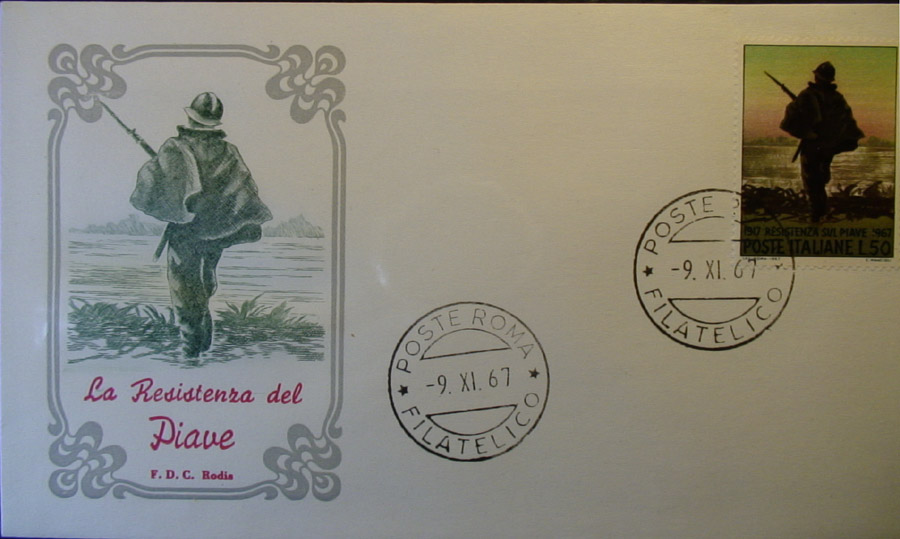 La Resistenza del
Piave
F. D. C. Rodia
POSTE ROMA
-9. XI. 67
FILATELICO
POSTE
-9. XI. 67
FILATELICO
1917 RESISTENZA SUL PIAVE 1967
POSTE ITALIANE L.50